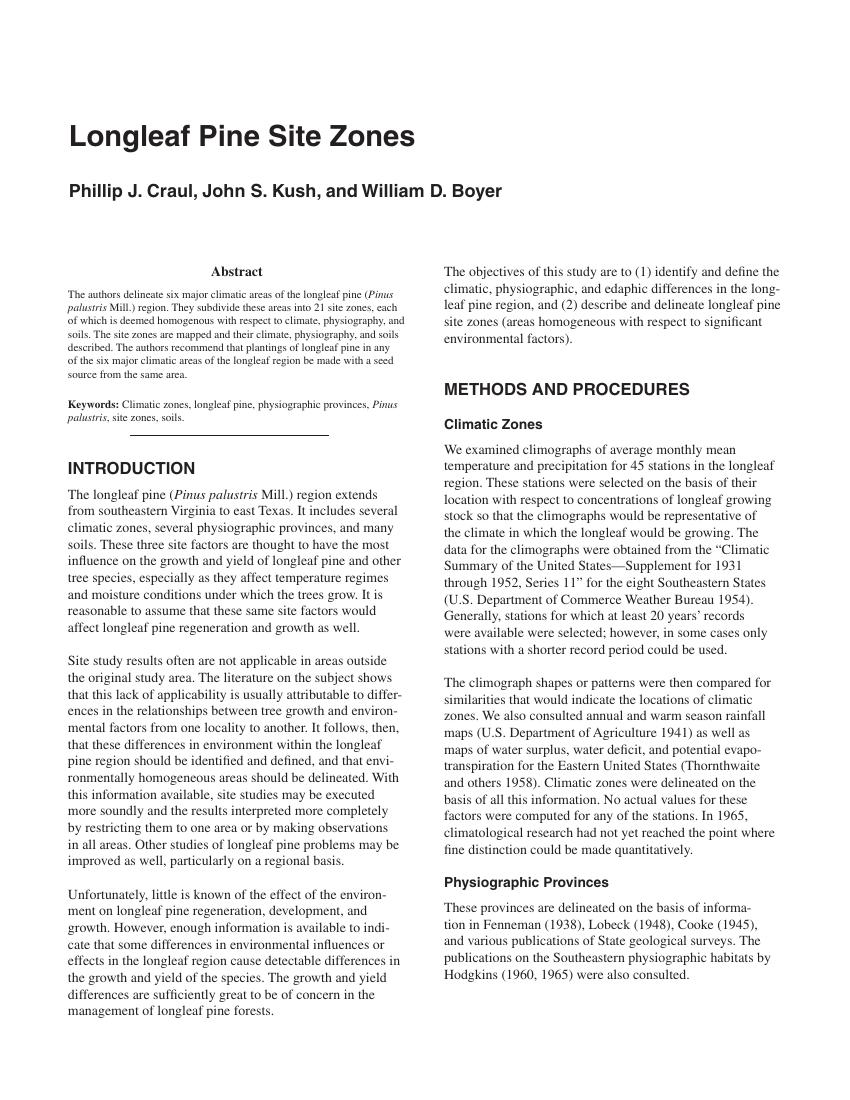 Longleaf Pine Site Zones
Phillip J. Craul, John S. Kush, and William D. Boyer
Abstract
The authors delineate six major climatic areas of the longleaf pine (Pinus
palustris Mill.) region. They subdivide these areas into 21 site zones, each
of which is deemed homogenous with respect to climate, physiography, and
soils. The site zones are mapped and their climate, physiography, and soils
described. The authors recommend that plantings of longleaf pine in any
of the six major climatic areas of the longleaf region be made with a seed
source from the same area.
Keywords: Climatic zones, longleaf pine, physiographic provinces, Pinus
palustris, site zones, soils.
INTRODUCTION
The longleaf pine (Pinus palustris Mill.) region extends
from southeastern Virginia to east Texas. It includes several
climatic zones, several physiographic provinces, and many
soils. These three site factors are thought to have the most
influence on the growth and yield of longleaf pine and other
tree species, especially as they affect temperature regimes
and moisture conditions under which the trees grow. It is
reasonable to assume that these same site factors would
affect longleaf pine regeneration and growth as well.
Site study results often are not applicable in areas outside
the original study area. The literature on the subject shows
that this lack of applicability is usually attributable to differ-
ences in the relationships between tree growth and environ-
mental factors from one locality to another. It follows, then,
that these differences in environment within the longleaf
pine region should be identified and defined, and that envi-
ronmentally homogeneous areas should be delineated. With
this information available, site studies may be executed
more soundly and the results interpreted more completely
by restricting them to one area or by making observations
in all areas. Other studies of longleaf pine problems may be
improved as well, particularly on a regional basis.
Unfortunately, little is known of the effect of the environ-
ment on longleaf pine regeneration, development, and
growth. However, enough information is available to indi-
cate that some differences in environmental influences or
effects in the longleaf region cause detectable differences in
the growth and yield of the species. The growth and yield
differences are sufficiently great to be of concern in the
management of longleaf pine forests.
The objectives of this study are to (1) identify and define the
climatic, physiographic, and edaphic differences in the long-
leaf pine region, and (2) describe and delineate longleaf pine
site zones (areas homogeneous with respect to significant
environmental factors).
METHODS AND PROCEDURES
Climatic Zones
We examined climographs of average monthly mean
temperature and precipitation for 45 stations in the longleaf
region. These stations were selected on the basis of their
location with respect to concentrations of longleaf growing
stock so that the climographs would be representative of
the climate in which the longleaf would be growing. The
data for the climographs were obtained from the “Climatic
Summary of the United States—Supplement for 1931
through 1952, Series 11” for the eight Southeastern States
(U.S. Department of Commerce Weather Bureau 1954).
Generally, stations for which at least 20 years’ records
were available were selected; however, in some cases only
stations with a shorter record period could be used.
The climograph shapes or patterns were then compared for
similarities that would indicate the locations of climatic
zones. We also consulted annual and warm season rainfall
maps (U.S. Department of Agriculture 1941) as well as
maps of water surplus, water deficit, and potential evapo-
transpiration for the Eastern United States (Thornthwaite
and others 1958). Climatic zones were delineated on the
basis of all this information. No actual values for these
factors were computed for any of the stations. In 1965,
climatological research had not yet reached the point where
fine distinction could be made quantitatively.
Physiographic Provinces
These provinces are delineated on the basis of informa-
tion in Fenneman (1938), Lobeck (1948), Cooke (1945),
and various publications of State geological surveys. The
publications on the Southeastern physiographic habitats by
Hodgkins (1960, 1965) were also consulted.